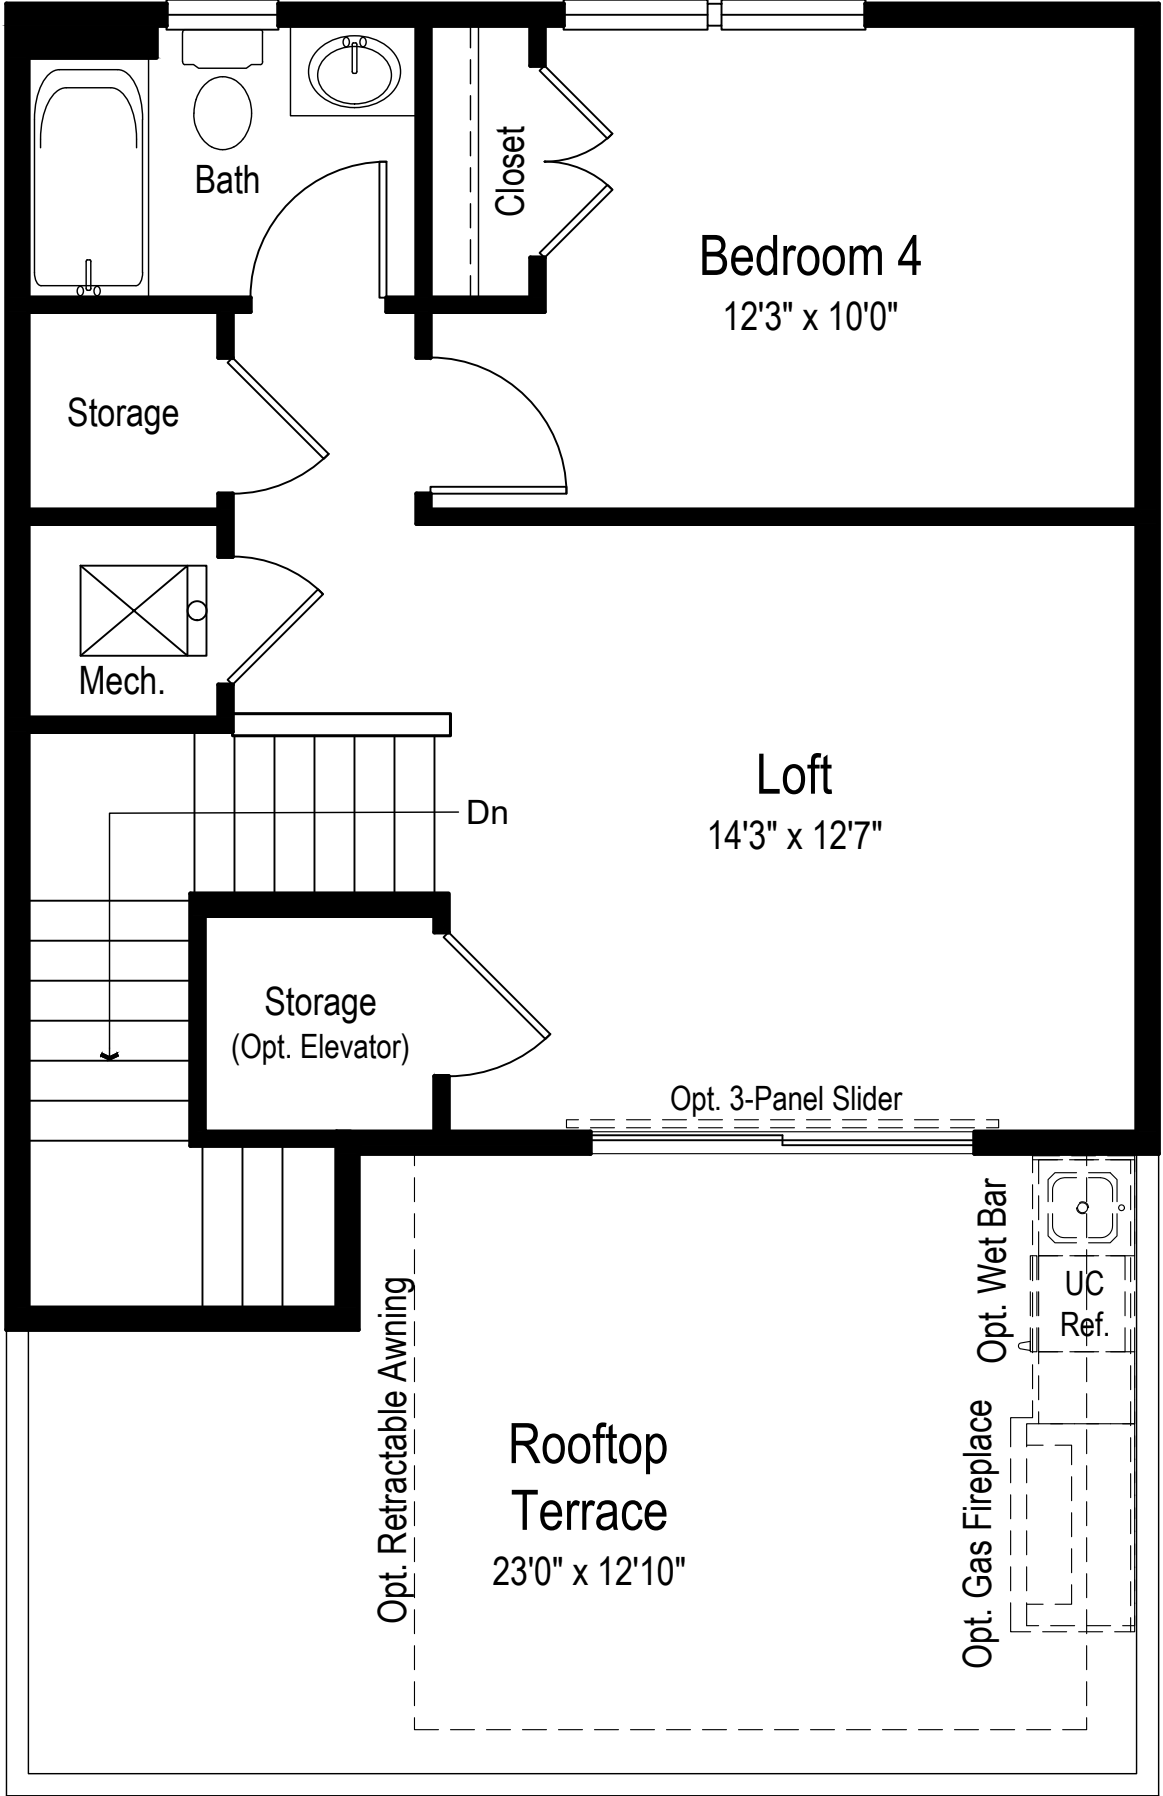 Bath
Closet
Bedroom 4
12'3" x 10'0"
Storage
Mech.
Loft
14'3" x 12'7"
Dn
Storage
(Opt. Elevator)
Opt. 3-Panel Slider
Opt. Wet Bar
UC
Ref.
Opt. Retractable Awning
Opt. Gas Fireplace
Rooftop
Terrace
23'0" x 12'10"